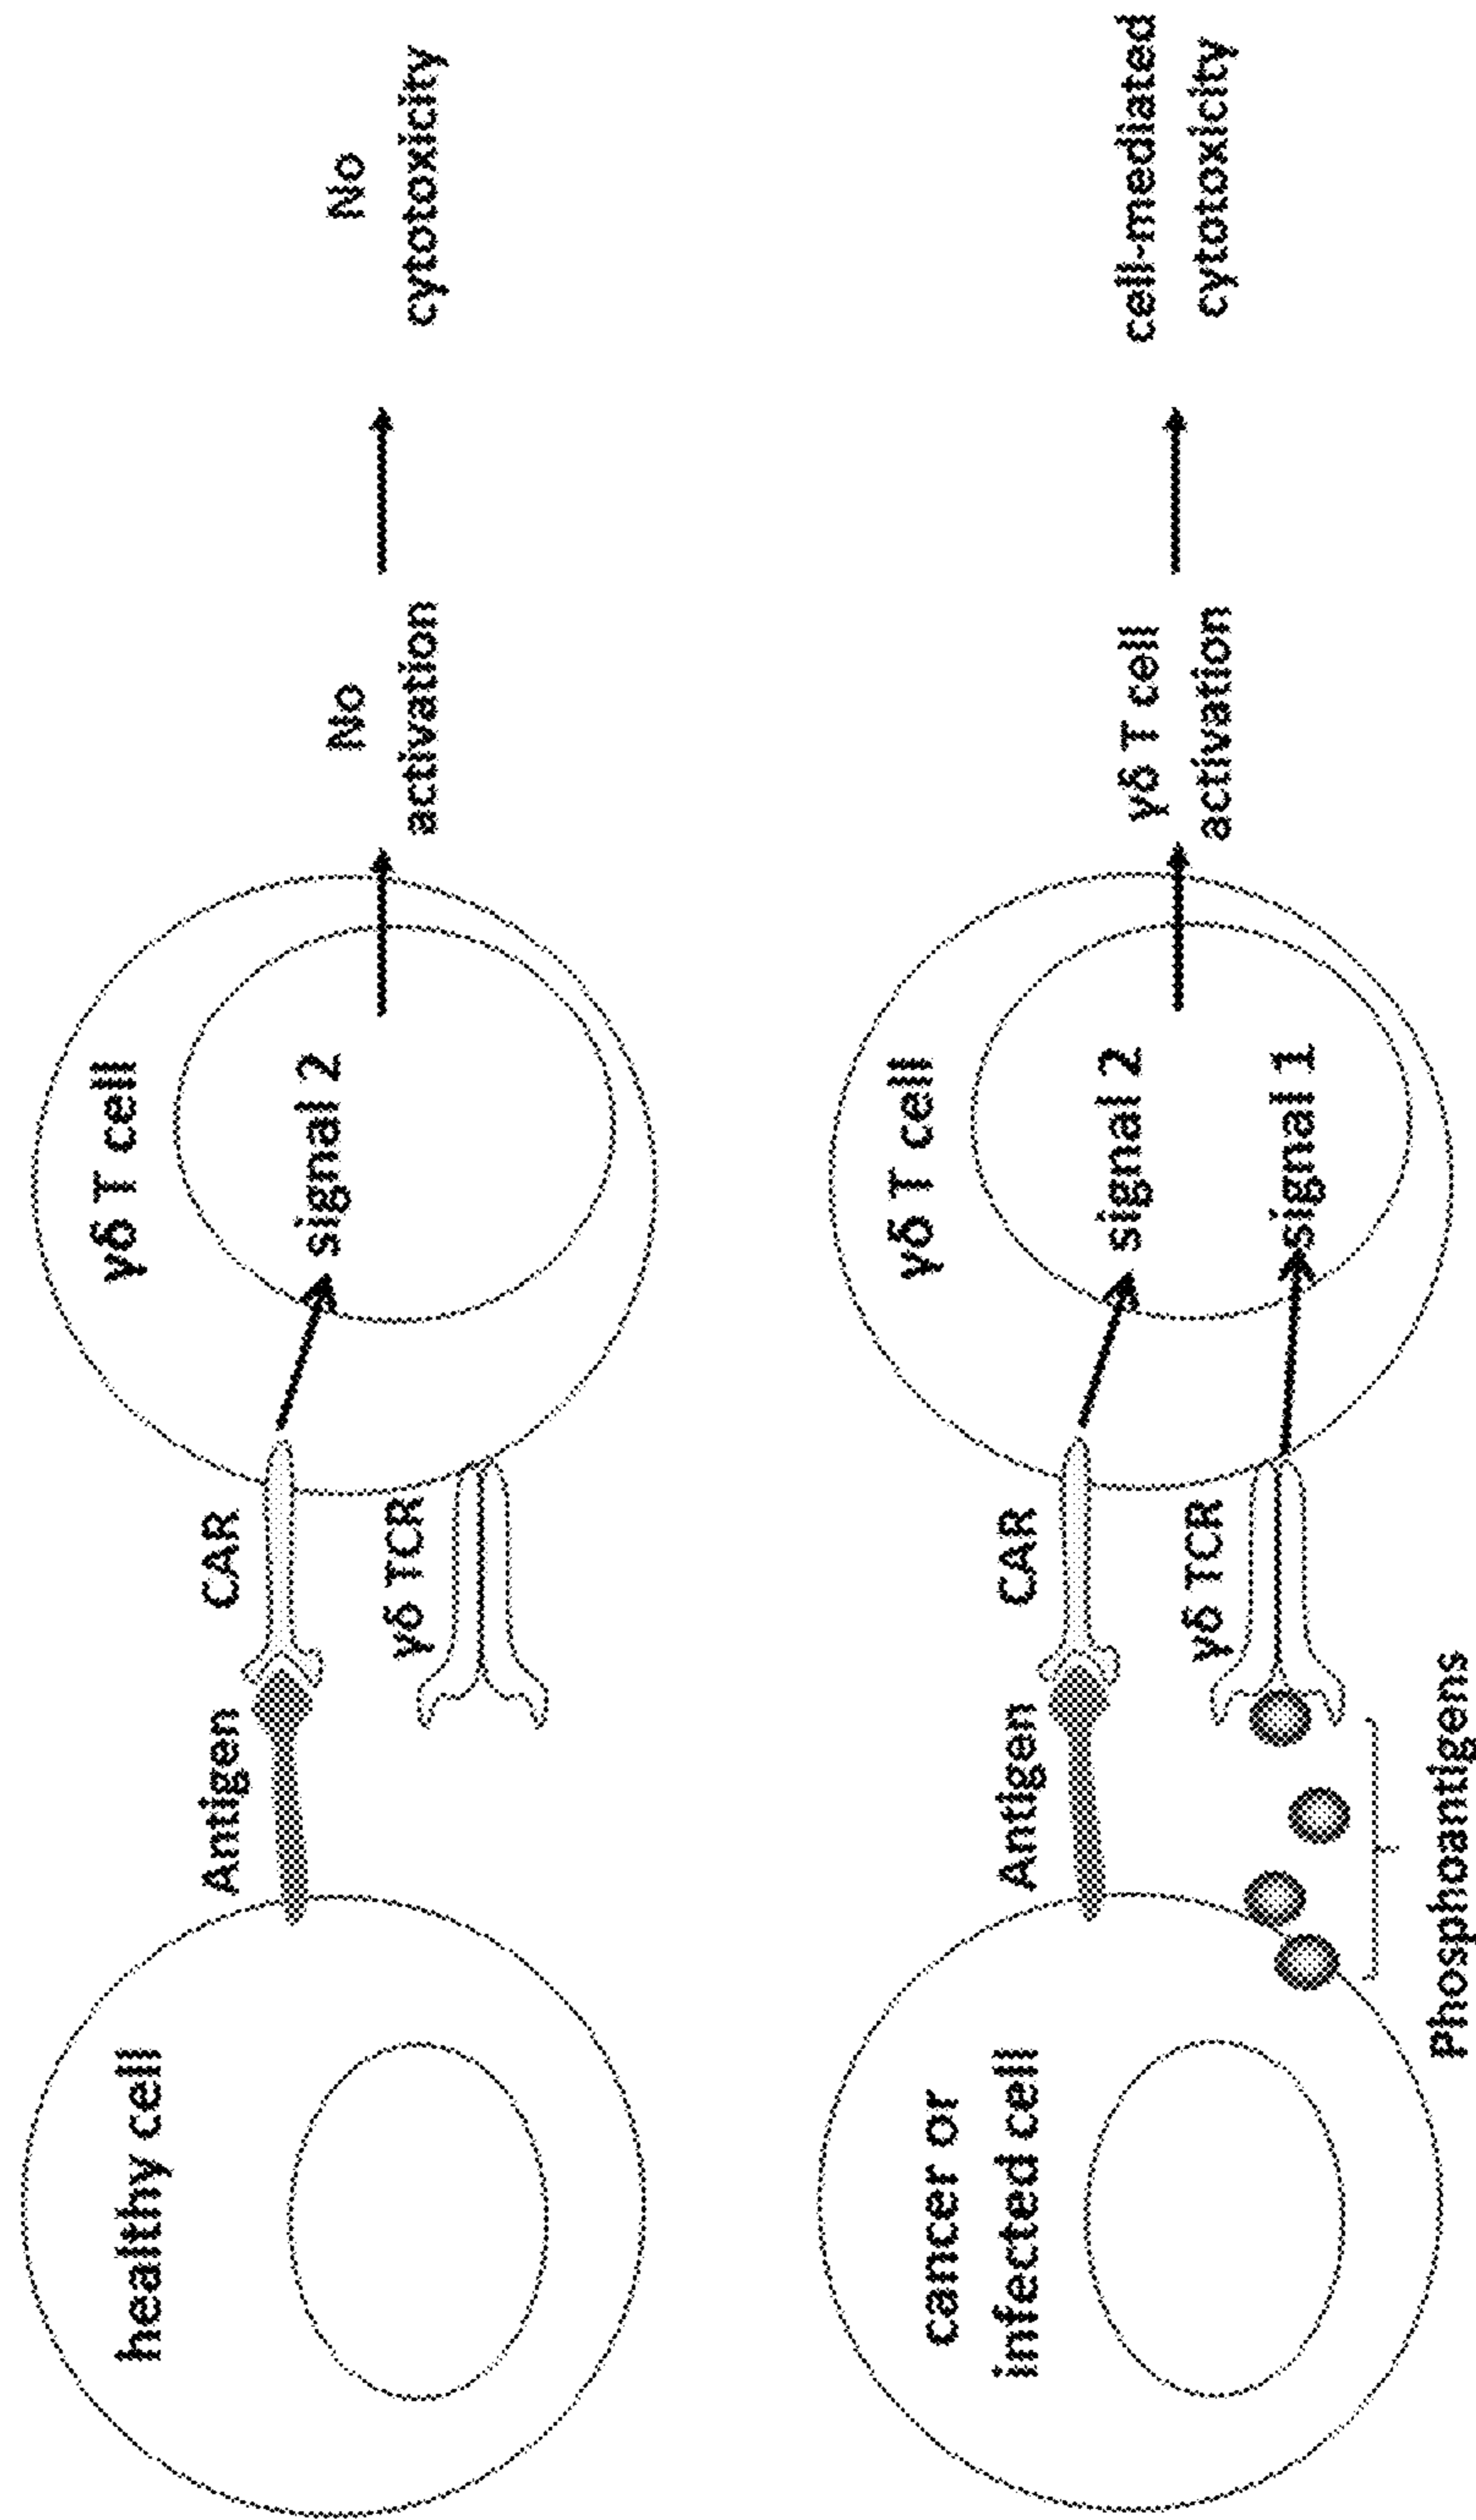 healthy cell
Antigen
CAR
γδ TCR
γδ T cell
signal 2
No
activation
No
cytotoxicity
cancer or
infected cell
Antigen
CAR
γδ TCR
Phosphoantigens
γδ T cell
signal 2
signal 1
γδ T cell
activation
cell-mediated
cytotoxicity